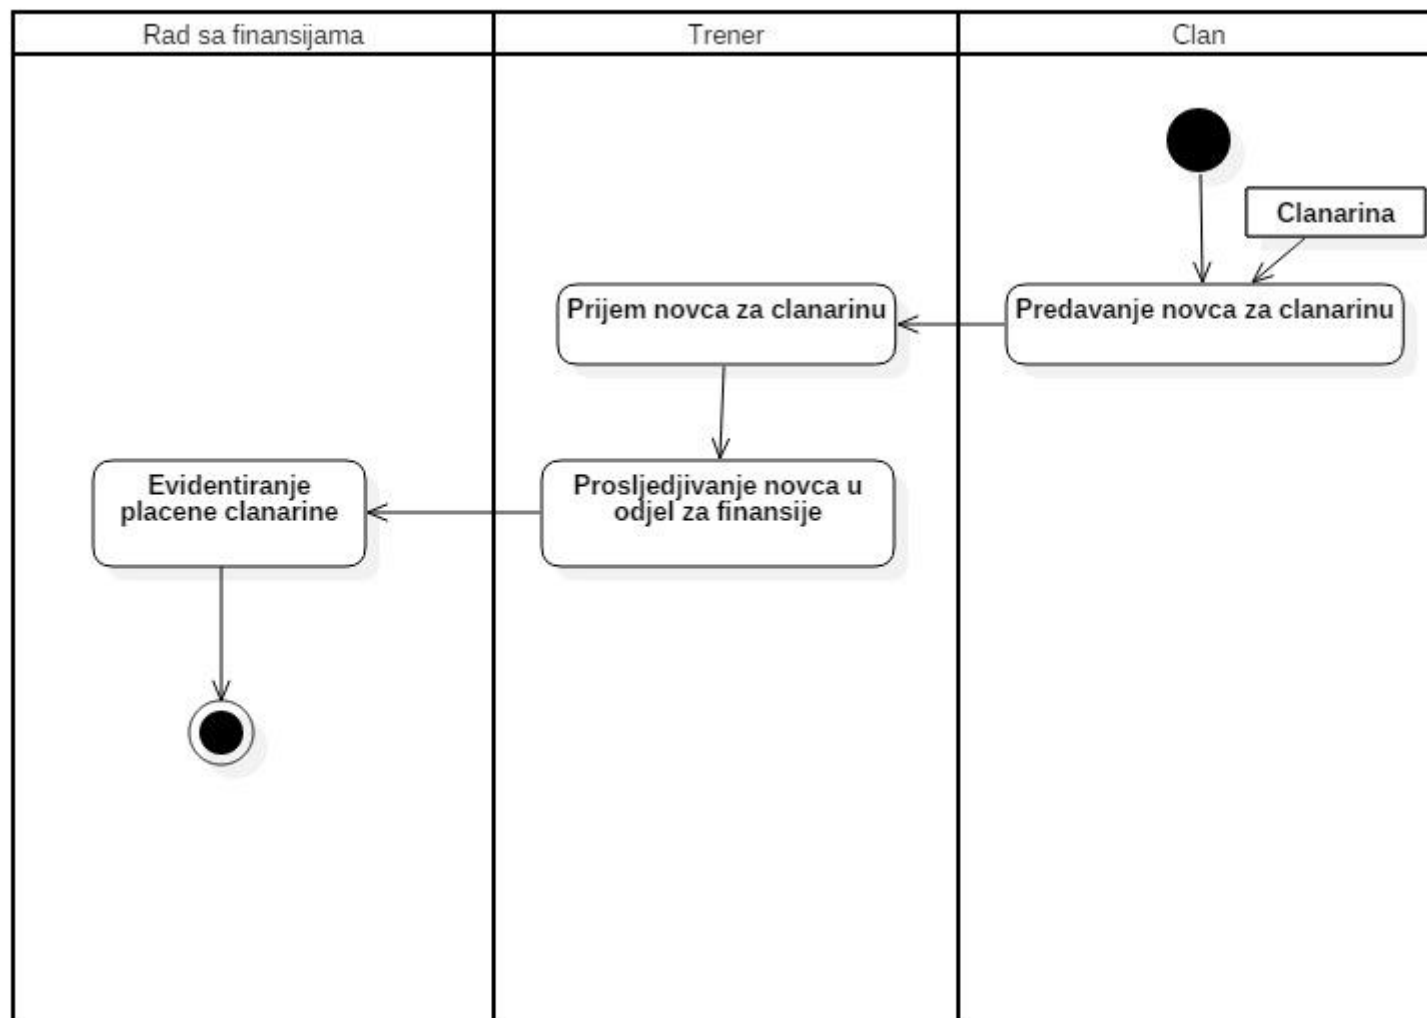 Rad sa finansijama
Trener
Clan
Clanarina
Prijem novca za clanarinu
Predavanje novca za clanarinu
Evidentiranje
placene clanarine
Prosljedjivanje novca u
odjel za finansije